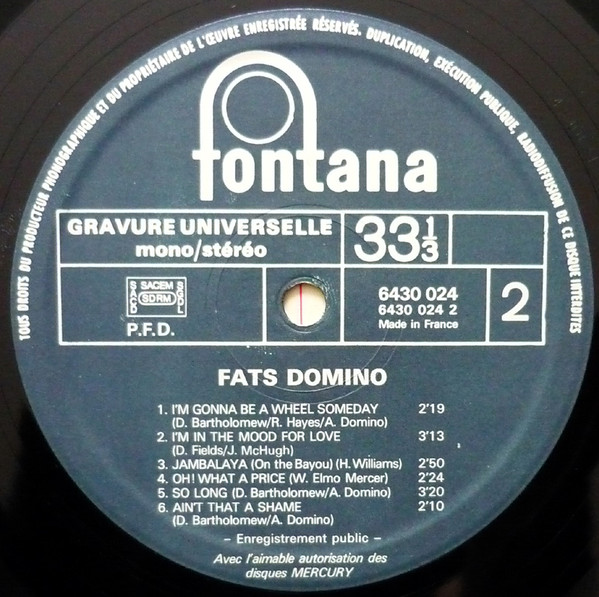 TOUS DROITS DU PRODUCTEUR PHONOGRAPHIQUE ET DU PROPRIÉTAIRE DE L'ŒUVRE ENREGISTRÉE RÉSERVÉS. DUPLICATION, EXÉCUTION PUBLIQUE, RADIODIFFUSION DE CE DISQUE INTERDITES
fontana
GRAVURE UNIVERSELLE
mono/stéréo
33 1/3
SACEM
SACD SDRM SGDL
P.F.D.
6430 024
6430 024 2
Made in France
2
FATS DOMINO
1. I'M GONNA BE A WHEEL SOMEDAY 2'19
(D. Bartholomew/R. Hayes/A. Domino)
2. I'M IN THE MOOD FOR LOVE 3'13
(D. Fields/J. McHugh)
3. JAMBALAYA (On the Bayou) (H. Williams) 2'50
4. OH! WHAT A PRICE (W. Elmo Mercer) 2'24
5. SO LONG (D. Bartholomew/A. Domino) 3'20
6. AIN'T THAT A SHAME 2'10
(D. Bartholomew/A. Domino)
– Enregistrement public –
Avec l'aimable autorisation des
disques MERCURY